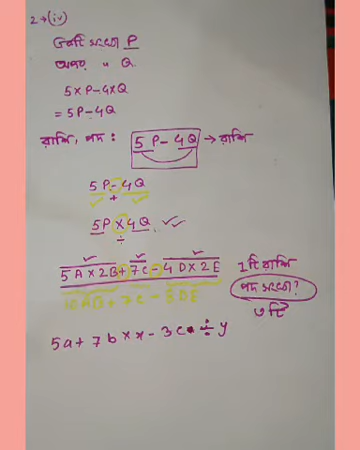 2→(iv)
একটি সংখ্যা P
অপর " Q
5×P-4×Q
= 5P-4Q
রাশি, পদ: 5P-4Q → রাশি
5P-4Q
+
5P×4Q.
÷
5A×2B+7C-4D×2E 1টি রাশি
10AB+7C-8DE পদ সংখ্যা?
৩টি
5a+7b×x-3c÷y